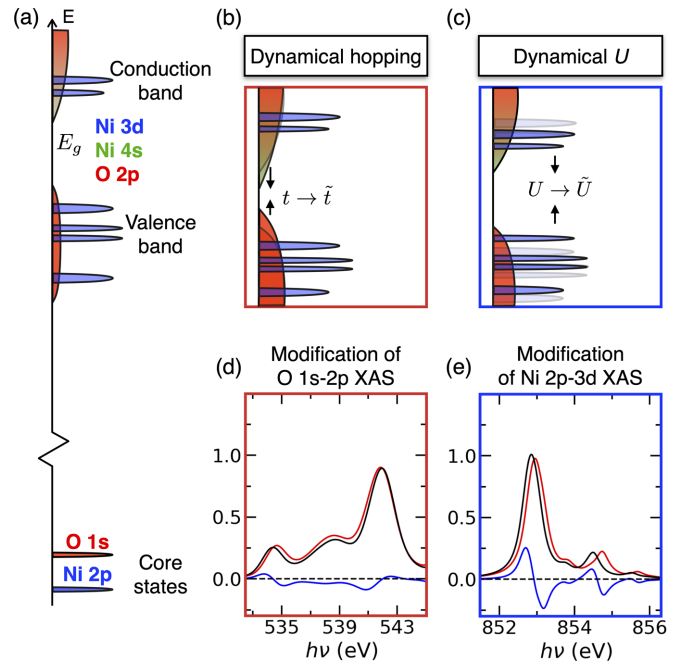 (a)
E
Conduction
band
E_g
Ni 3d
Ni 4s
O 2p
Valence
band
O 1s
Ni 2p
Core
states
(b)
Dynamical hopping
t → t̃
(c)
Dynamical U
U → Ũ
(d)
Modification of
O 1s-2p XAS
1.0
0.5
0.0
535 539 543
hν (eV)
(e)
Modification
of Ni 2p-3d XAS
1.0
0.5
0.0
852 854 856
hν (eV)